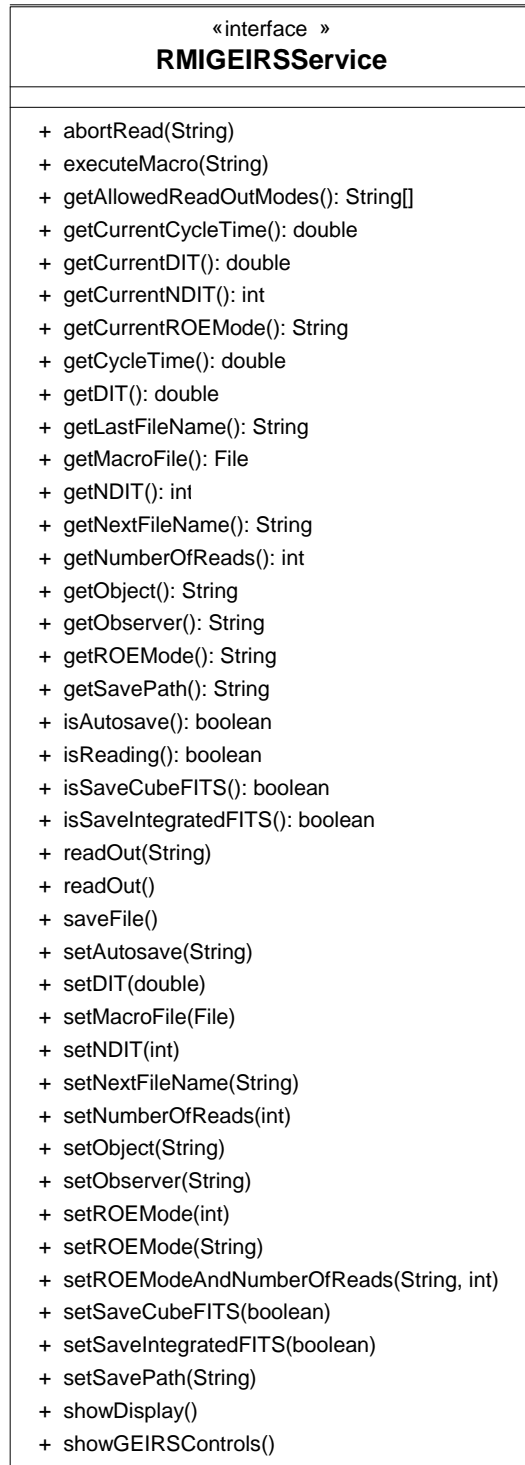 «interface »
RMIGEIRSService
+ abortRead(String)
+ executeMacro(String)
+ getAllowedReadOutModes(): String[]
+ getCurrentCycleTime(): double
+ getCurrentDIT(): double
+ getCurrentNDIT(): int
+ getCurrentROEMode(): String
+ getCycleTime(): double
+ getDIT(): double
+ getLastFileName(): String
+ getMacroFile(): File
+ getNDIT(): int
+ getNextFileName(): String
+ getNumberOfReads(): int
+ getObject(): String
+ getObserver(): String
+ getROEMode(): String
+ getSavePath(): String
+ isAutosave(): boolean
+ isReading(): boolean
+ isSaveCubeFITS(): boolean
+ isSaveIntegratedFITS(): boolean
+ readOut(String)
+ readOut()
+ saveFile()
+ setAutosave(String)
+ setDIT(double)
+ setMacroFile(File)
+ setNDIT(int)
+ setNextFileName(String)
+ setNumberOfReads(int)
+ setObject(String)
+ setObserver(String)
+ setROEMode(int)
+ setROEMode(String)
+ setROEModeAndNumberOfReads(String, int)
+ setSaveCubeFITS(boolean)
+ setSaveIntegratedFITS(boolean)
+ setSavePath(String)
+ showDisplay()
+ showGEIRSControls()